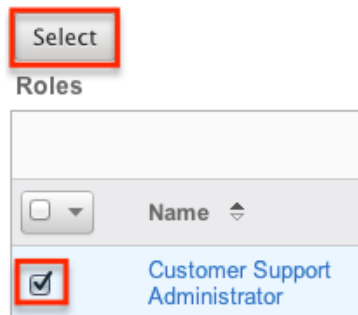 Select
Roles
Name
Customer Support
Administrator